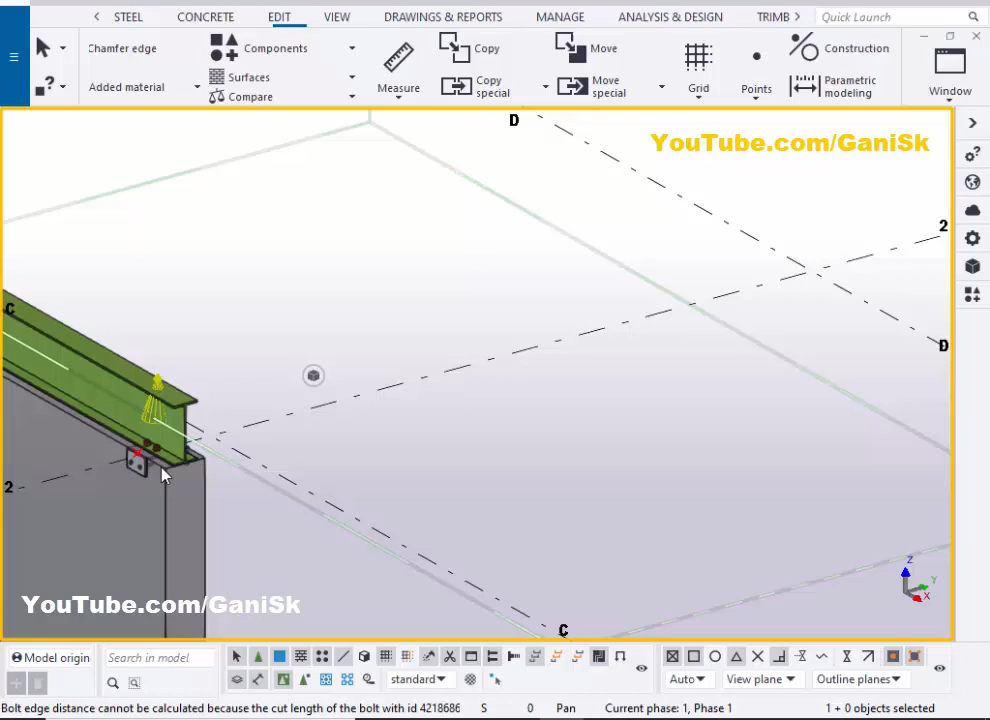 STEEL CONCRETE EDIT VIEW DRAWINGS & REPORTS MANAGE ANALYSIS & DESIGN TRIMB Quick Launch
Chamfer edge
Added material
Components
Surfaces
Compare
Measure
Copy
Copy special
Move
Move special
Grid
Points
Construction
Parametric modeling
Window
D
YouTube.com/GaniSk
2
C
D
2
YouTube.com/GaniSk
C
Z
Y
X
Model origin Search in model
standard Auto View plane Outline planes
Bolt edge distance cannot be calculated because the cut length of the bolt with id 4218686 S 0 Pan Current phase: 1, Phase 1 1 + 0 objects selected